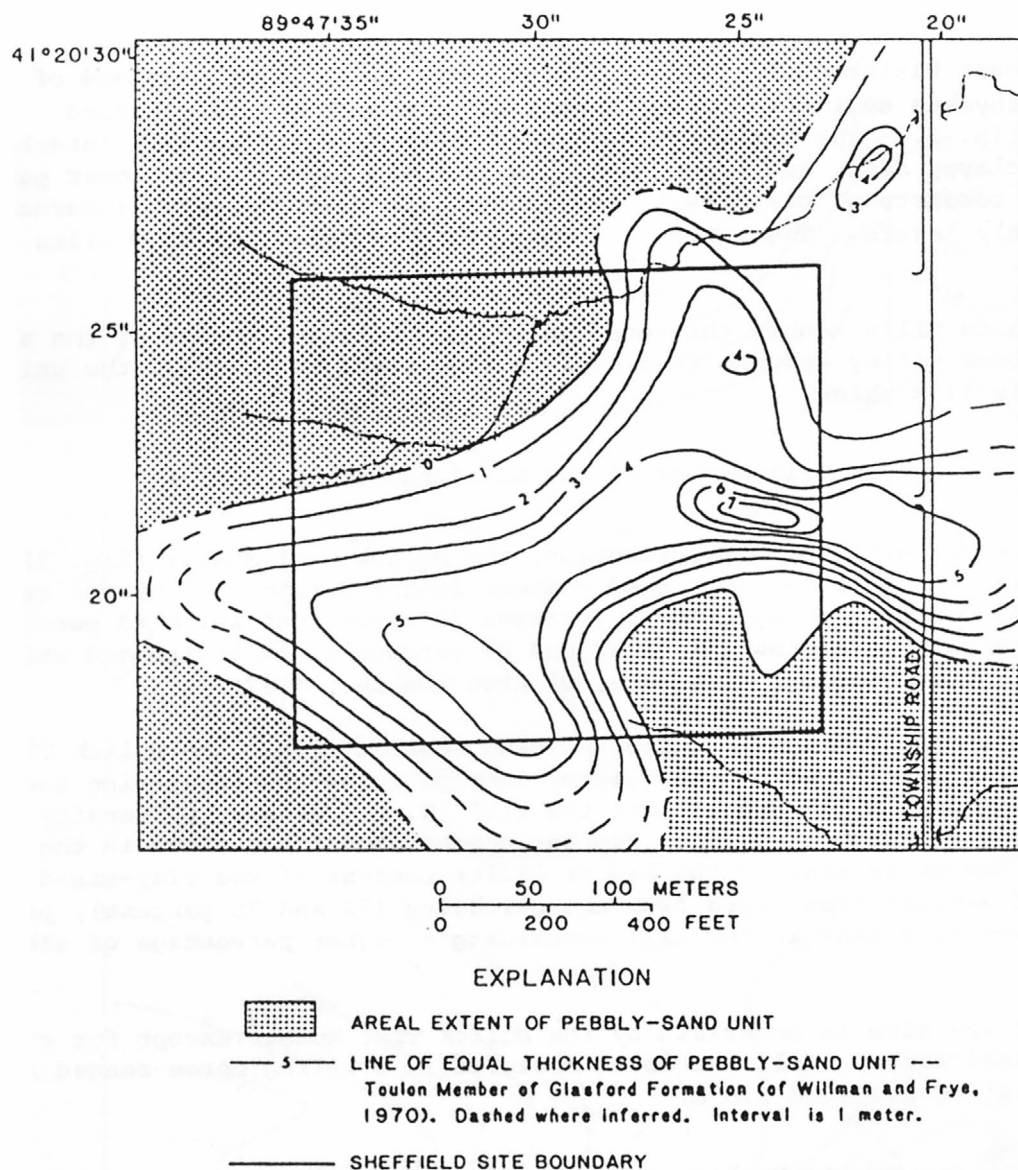 89°47'35" 30" 25" 20"
41°20'30"
4
3
25"
4
0 1 2 3 4
6
7
5
20"
5
TOWNSHIP ROAD
0 50 100 METERS
0 200 400 FEET
EXPLANATION
AREAL EXTENT OF PEBBLY-SAND UNIT
5 LINE OF EQUAL THICKNESS OF PEBBLY-SAND UNIT.
Toulon Member of Glasford Formation (of Willman and Frye,
1970). Dashed where inferred. Interval is 1 meter.
SHEFFIELD SITE BOUNDARY